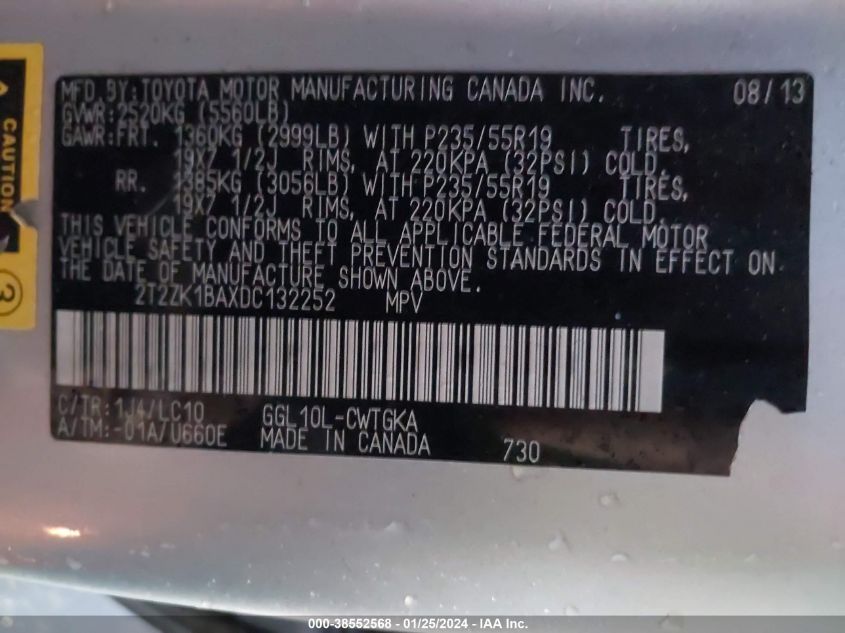 MFD.BY:TOYOTA MOTOR MANUFACTURING CANADA INC. 08/13
GVWR:2520KG (5560LB)
GAWR:FRT. 1360KG (2999LB) WITH P235/55R19 TIRES,
19X7 1/2J RIMS, AT 220KPA (32PSI) COLD.
RR. 1385KG (3056LB) WITH P235/55R19 TIRES,
19X7 1/2J RIMS, AT 220KPA (32PSI) COLD.
THIS VEHICLE CONFORMS TO ALL APPLICABLE FEDERAL MOTOR
VEHICLE SAFETY AND THEFT PREVENTION STANDARDS IN EFFECT ON
THE DATE OF MANUFACTURE SHOWN ABOVE.
2T2ZK1BAXDC132252 MPV
C/TR:1J4/LC10 GGL10L-CWTGKA
A/TM:-01A/U660E MADE IN CANADA 730
CAUTION
3
000-38552568 - 01/25/2024 - IAA Inc.